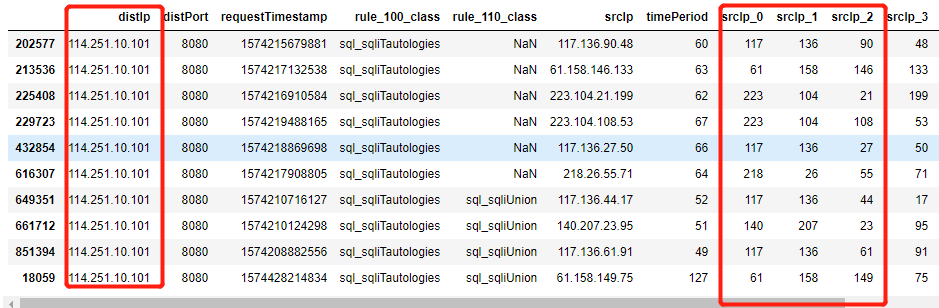 distIp distPort requestTimestamp rule_100_class rule_110_class srcIp timePeriod srcIp_0 srcIp_1 srcIp_2 srcIp_3
202577 114.251.10.101 8080 1574215679881 sql_sqliTautologies NaN 117.136.90.48 60 117 136 90 48
213536 114.251.10.101 8080 1574217132538 sql_sqliTautologies NaN 61.158.146.133 63 61 158 146 133
225408 114.251.10.101 8080 1574216910584 sql_sqliTautologies NaN 223.104.21.199 62 223 104 21 199
229723 114.251.10.101 8080 1574219488165 sql_sqliTautologies NaN 223.104.108.53 67 223 104 108 53
432854 114.251.10.101 8080 1574218869698 sql_sqliTautologies NaN 117.136.27.50 66 117 136 27 50
616307 114.251.10.101 8080 1574217908805 sql_sqliTautologies NaN 218.26.55.71 64 218 26 55 71
649351 114.251.10.101 8080 1574210716127 sql_sqliTautologies sql_sqliUnion 117.136.44.17 52 117 136 44 17
661712 114.251.10.101 8080 1574210124298 sql_sqliTautologies sql_sqliUnion 140.207.23.95 51 140 207 23 95
851394 114.251.10.101 8080 1574208882556 sql_sqliTautologies sql_sqliUnion 117.136.61.91 49 117 136 61 91
18059 114.251.10.101 8080 1574428214834 sql_sqliTautologies sql_sqliUnion 61.158.149.75 127 61 158 149 75